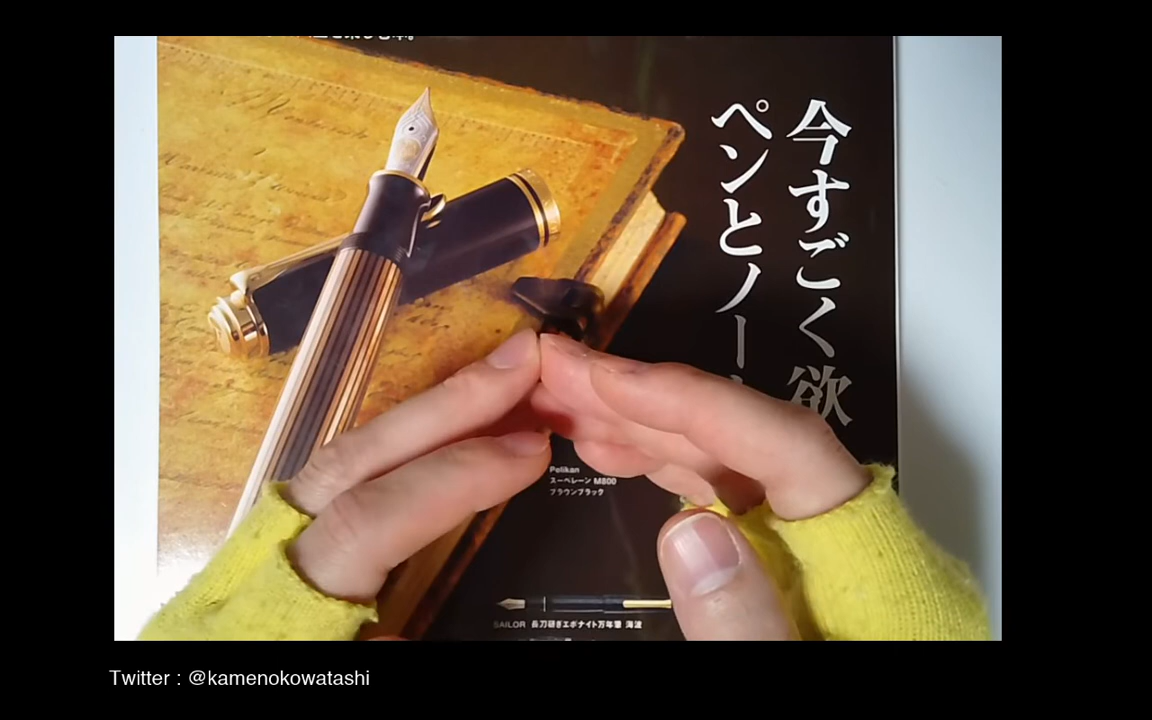 今すごく欲
ペンとノー
Pelikan
スーベレーン M800
ブラウンブラック
SAILOR 長刀研ぎエボナイト万年筆 海波
Twitter : @kamenokowatashi